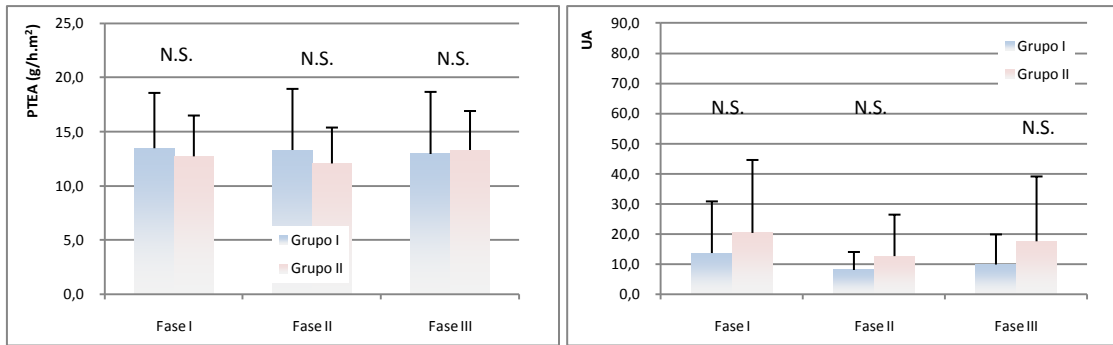 PTEA (g/h.m²)
25,0
20,0
15,0
10,0
5,0
0,0
N.S.
N.S.
N.S.
Grupo I
Grupo II
Fase I
Fase II
Fase III
UA
90,0
80,0
70,0
60,0
50,0
40,0
30,0
20,0
10,0
0,0
Grupo I
Grupo II
N.S.
N.S.
N.S.
Fase I
Fase II
Fase III